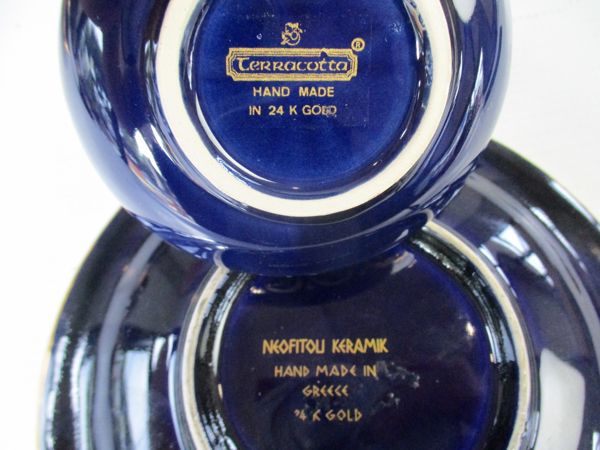 Terracotta ®
HAND MADE
IN 24 K GOLD
NEOFITOU KERAMIK
HAND MADE IN
GREECE
24 K GOLD